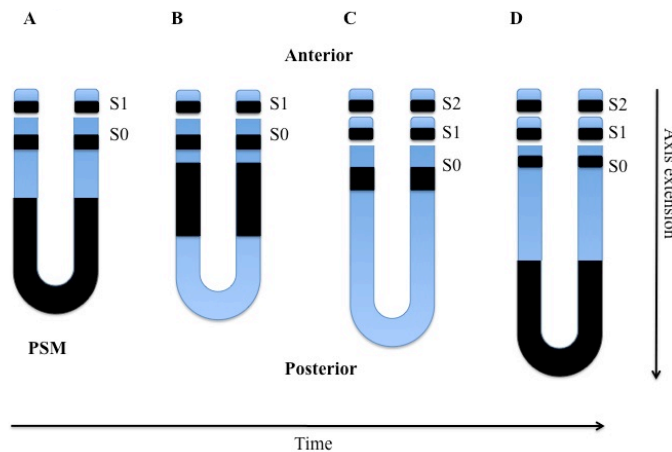 A B C D
Anterior
S1 S1 S2 S2
S0 S0 S1 S1
S0 S0
Axis extension
PSM
Posterior
Time